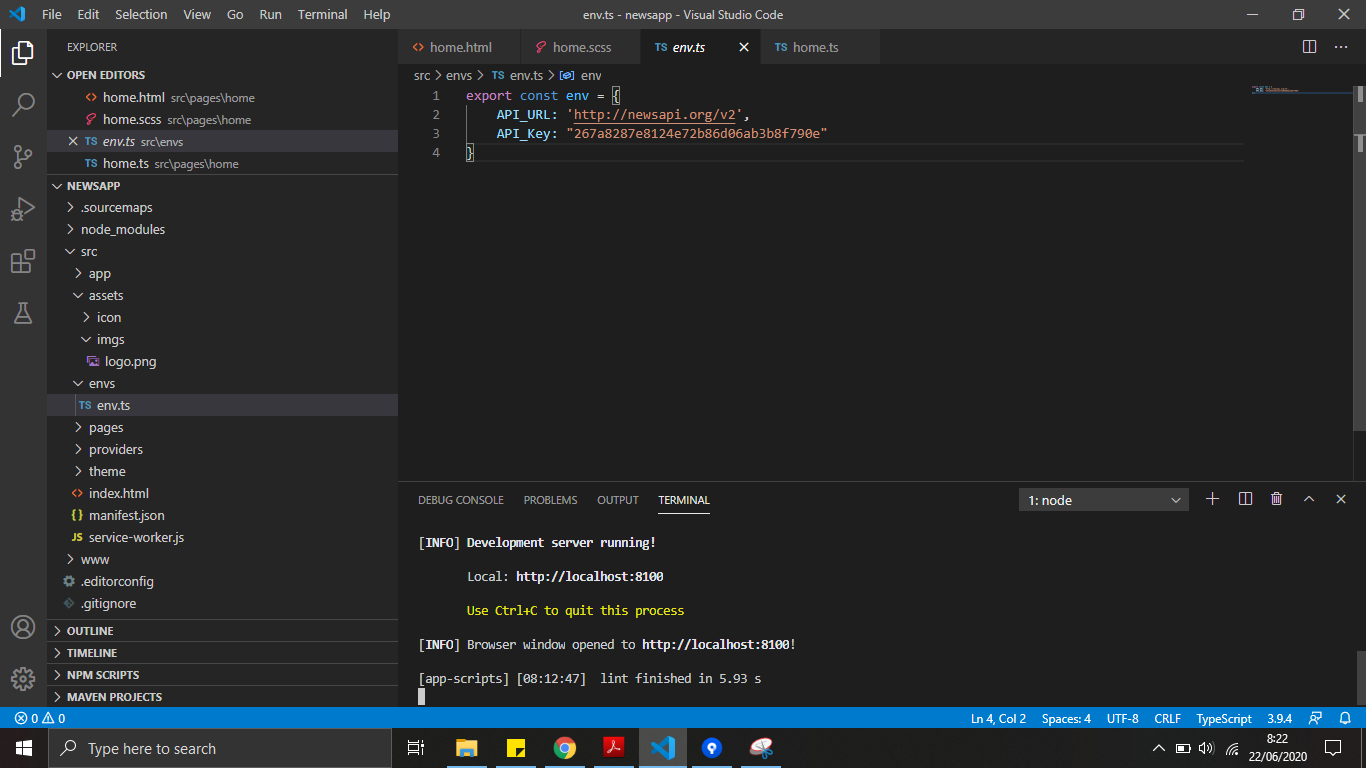 File Edit Selection View Go Run Terminal Help
env.ts - newsapp - Visual Studio Code
EXPLORER
OPEN EDITORS
home.html src\pages\home
home.scss src\pages\home
TS env.ts src\envs
TS home.ts src\pages\home
NEWSAPP
.sourcemaps
node_modules
src
app
assets
icon
imgs
logo.png
envs
TS env.ts
pages
providers
theme
index.html
manifest.json
JS service-worker.js
www
.editorconfig
.gitignore
OUTLINE
TIMELINE
NPM SCRIPTS
MAVEN PROJECTS
home.html home.scss TS env.ts TS home.ts
src > envs > TS env.ts > env
1 export const env = {
2 API_URL: 'http://newsapi.org/v2',
3 API_Key: "267a8287e8124e72b86d06ab3b8f790e"
4 }
DEBUG CONSOLE PROBLEMS OUTPUT TERMINAL
1: node
[INFO] Development server running!
Local: http://localhost:8100
Use Ctrl+C to quit this process
[INFO] Browser window opened to http://localhost:8100!
[app-scripts] [08:12:47] lint finished in 5.93 s
0 0
Ln 4, Col 2 Spaces: 4 UTF-8 CRLF TypeScript 3.9.4
Type here to search
8:22
22/06/2020